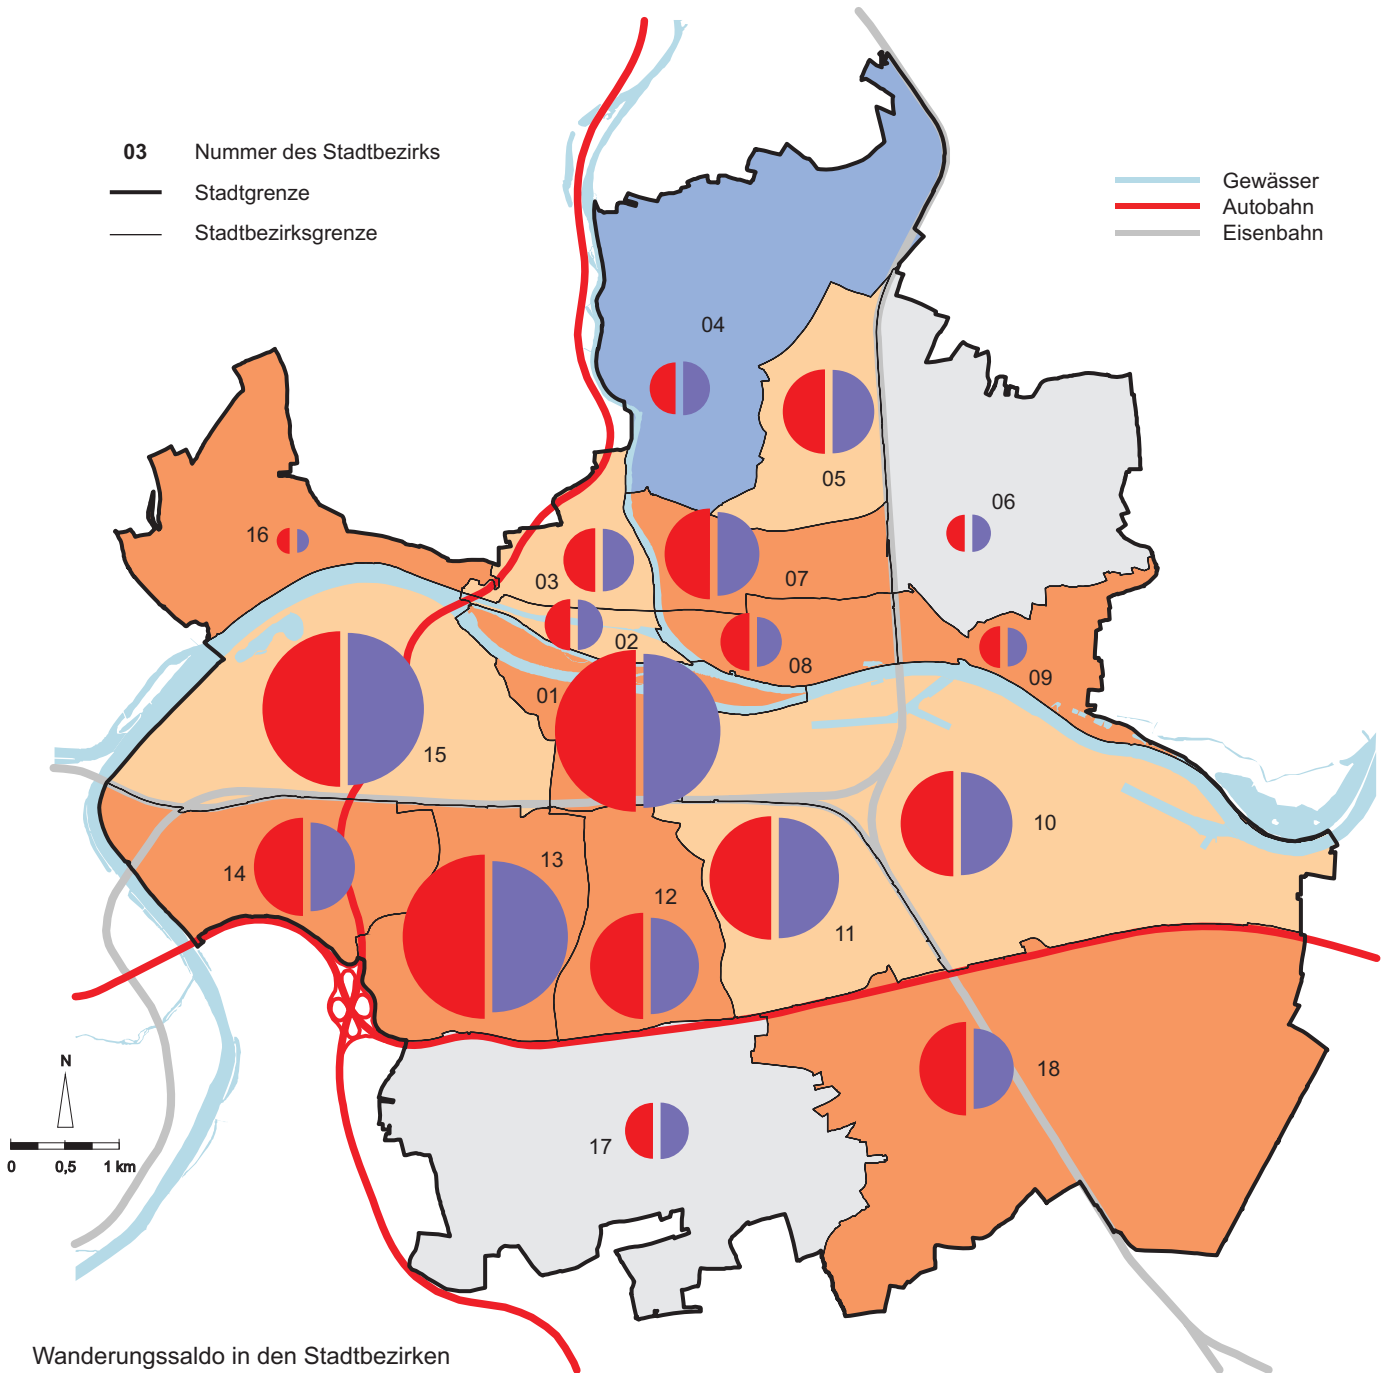 03 Nummer des Stadtbezirks
Stadtgrenze
Stadtbezirksgrenze
Gewässer
Autobahn
Eisenbahn
04
05
06
16
03
07
02
08
09
01
15
10
14
13
12
11
18
17
N
0 0,5 1 km
Wanderungssaldo in den Stadtbezirken